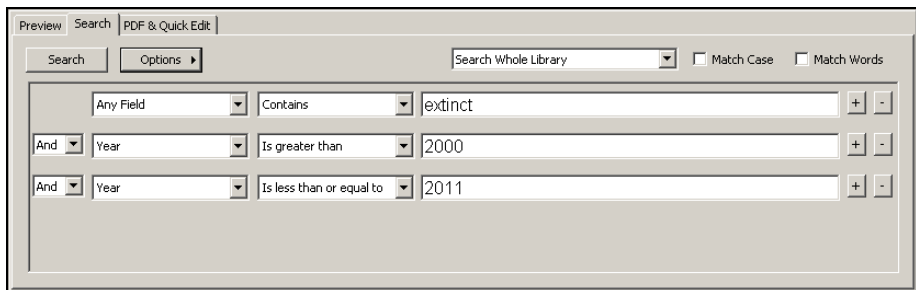 Preview Search PDF & Quick Edit
Search Options Search Whole Library Match Case Match Words
Any Field Contains extinct + -
And Year Is greater than 2000 + -
And Year Is less than or equal to 2011 + -